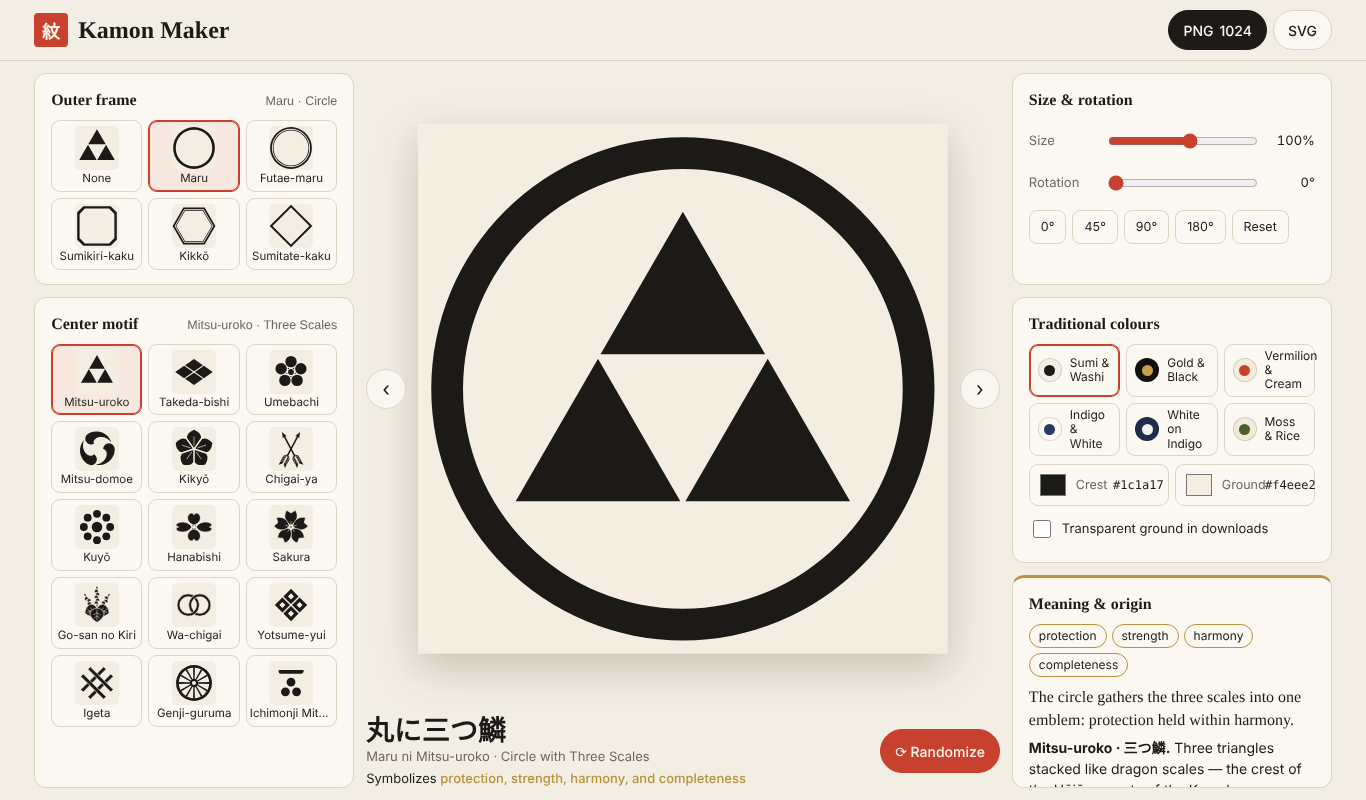 紋 Kamon Maker
PNG 1024
SVG
Outer frame
Maru · Circle
None
Maru
Futae-maru
Sumikiri-kaku
Kikkō
Sumitate-kaku
Center motif
Mitsu-uroko · Three Scales
Mitsu-uroko
Takeda-bishi
Umebachi
Mitsu-domoe
Kikyō
Chigai-ya
Kuyō
Hanabishi
Sakura
Go-san no Kiri
Wa-chigai
Yotsume-yui
Igeta
Genji-guruma
Ichimonji Mit...
‹
›
丸に三つ鱗
Maru ni Mitsu-uroko · Circle with Three Scales
Symbolizes protection, strength, harmony, and completeness
⟳ Randomize
Size & rotation
Size
100%
Rotation
0°
0°
45°
90°
180°
Reset
Traditional colours
Sumi &
Washi
Gold &
Black
Vermilion
&
Cream
Indigo
&
White
White
on
Indigo
Moss
& Rice
Crest #1c1a17
Ground #f4eee2
Transparent ground in downloads
Meaning & origin
protection
strength
harmony
completeness
The circle gathers the three scales into one
emblem: protection held within harmony.
Mitsu-uroko · 三つ鱗. Three triangles
stacked like dragon scales — the crest of